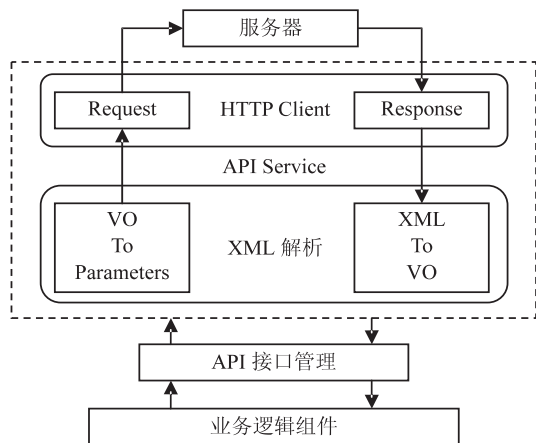 服务器
Request
HTTP Client
Response
API Service
VO
To
Parameters
XML 解析
XML
To
VO
API 接口管理
业务逻辑组件